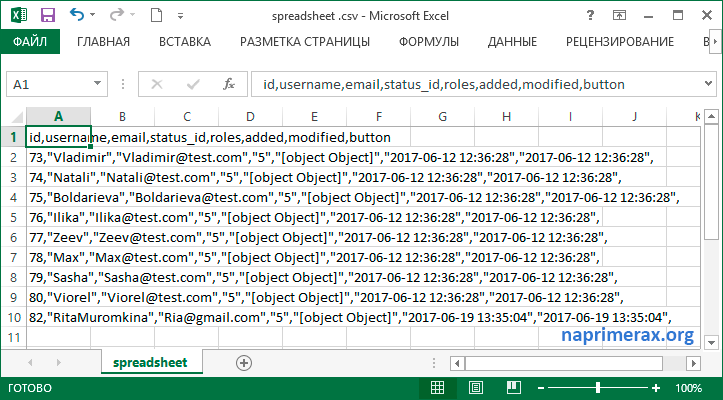 spreadsheet .csv - Microsoft Excel
ФАЙЛ ГЛАВНАЯ ВСТАВКА РАЗМЕТКА СТРАНИЦЫ ФОРМУЛЫ ДАННЫЕ РЕЦЕНЗИРОВАНИЕ В
A1 fx id,username,email,status_id,roles,added,modified,button
A B C D E F G H I J K
1 id,username,email,status_id,roles,added,modified,button
2 73,"Vladimir","Vladimir@test.com","5","[object Object]","2017-06-12 12:36:28","2017-06-12 12:36:28",
3 74,"Natali","Natali@test.com","5","[object Object]","2017-06-12 12:36:28","2017-06-12 12:36:28",
4 75,"Boldarieva","Boldarieva@test.com","5","[object Object]","2017-06-12 12:36:28","2017-06-12 12:36:28",
5 76,"Ilika","Ilika@test.com","5","[object Object]","2017-06-12 12:36:28","2017-06-12 12:36:28",
6 77,"Zeev","Zeev@test.com","5","[object Object]","2017-06-12 12:36:28","2017-06-12 12:36:28",
7 78,"Max","Max@test.com","5","[object Object]","2017-06-12 12:36:28","2017-06-12 12:36:28",
8 79,"Sasha","Sasha@test.com","5","[object Object]","2017-06-12 12:36:28","2017-06-12 12:36:28",
9 80,"Viorel","Viorel@test.com","5","[object Object]","2017-06-12 12:36:28","2017-06-12 12:36:28",
10 82,"RitaMuromkina","Ria@gmail.com","5","[object Object]","2017-06-19 13:35:04","2017-06-19 13:35:04",
11
naprimerax.org
spreadsheet
ГОТОВО 100%